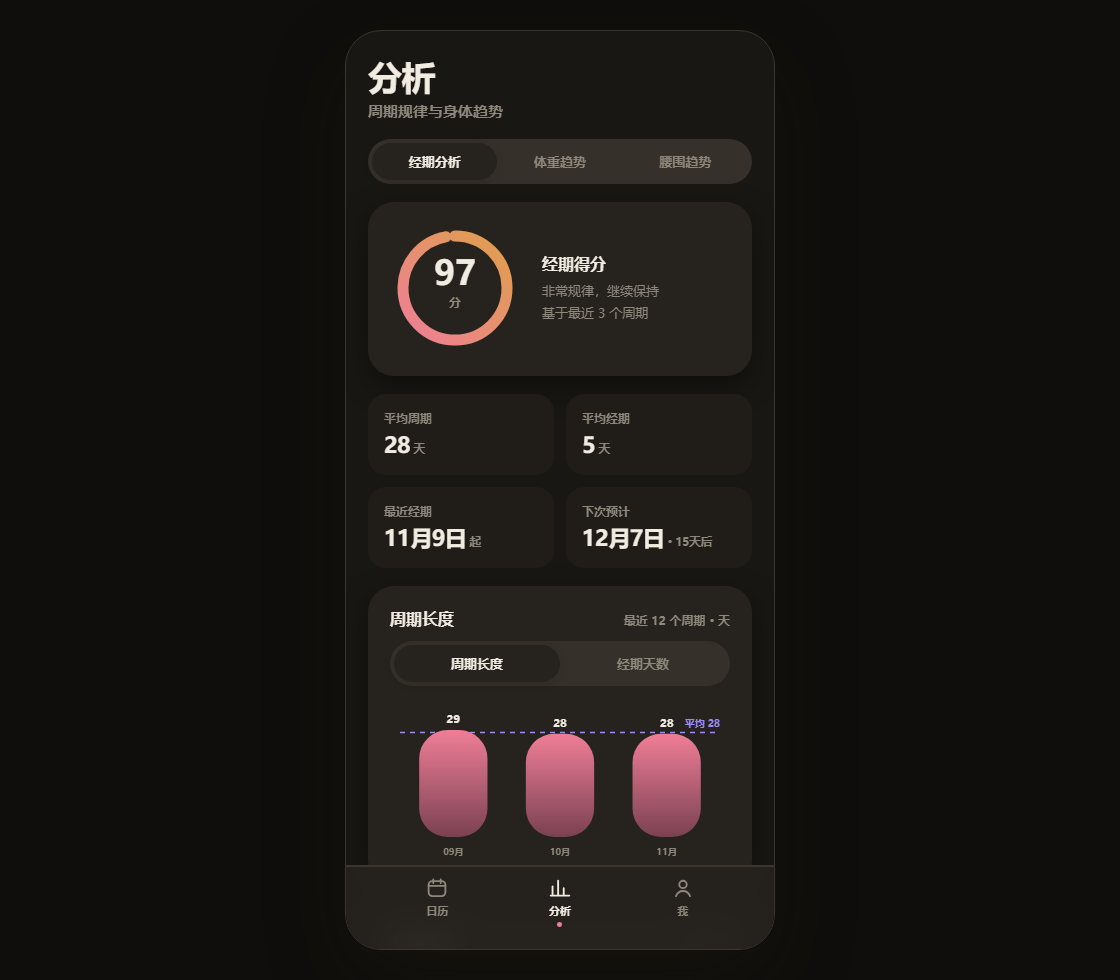 分析
周期规律与身体趋势
经期分析 体重趋势 腰围趋势
97
分
经期得分
非常规律，继续保持
基于最近 3 个周期
平均周期
28 天
平均经期
5 天
最近经期
11月9日 起
下次预计
12月7日 · 15天后
周期长度
最近 12 个周期 · 天
周期长度 经期天数
29 28 28 平均 28
09月 10月 11月
日历 分析 我